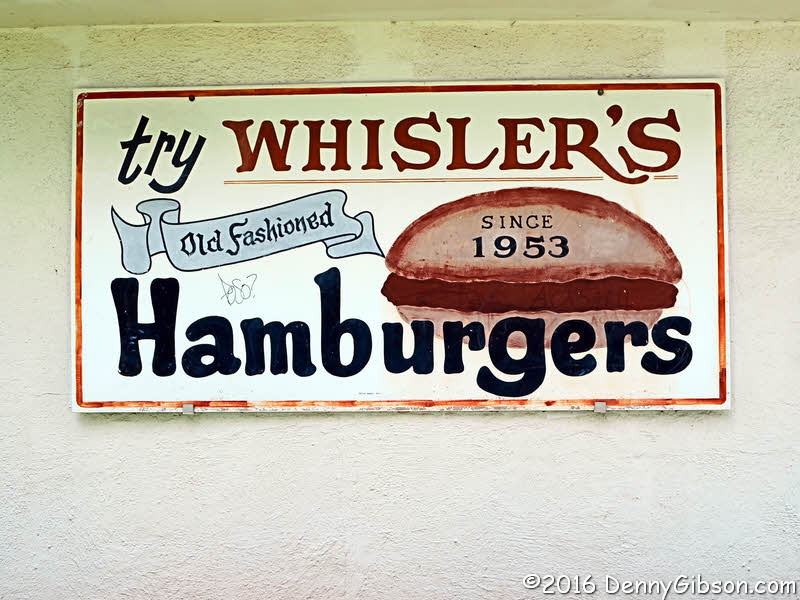 try WHISLER'S
Old Fashioned
SINCE
1953
Hamburgers
©2016 DennyGibson.com